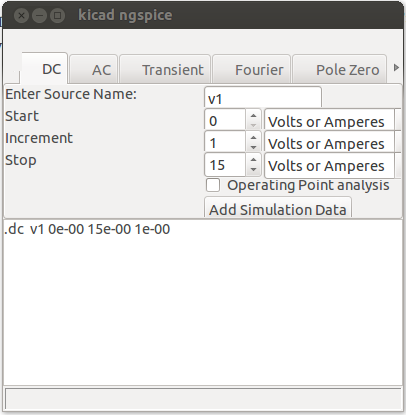 kicad ngspice
DC AC Transient Fourier Pole Zero
Enter Source Name: v1
Start 0 Volts or Amperes
Increment 1 Volts or Amperes
Stop 15 Volts or Amperes
Operating Point analysis
Add Simulation Data
.dc v1 0e-00 15e-00 1e-00